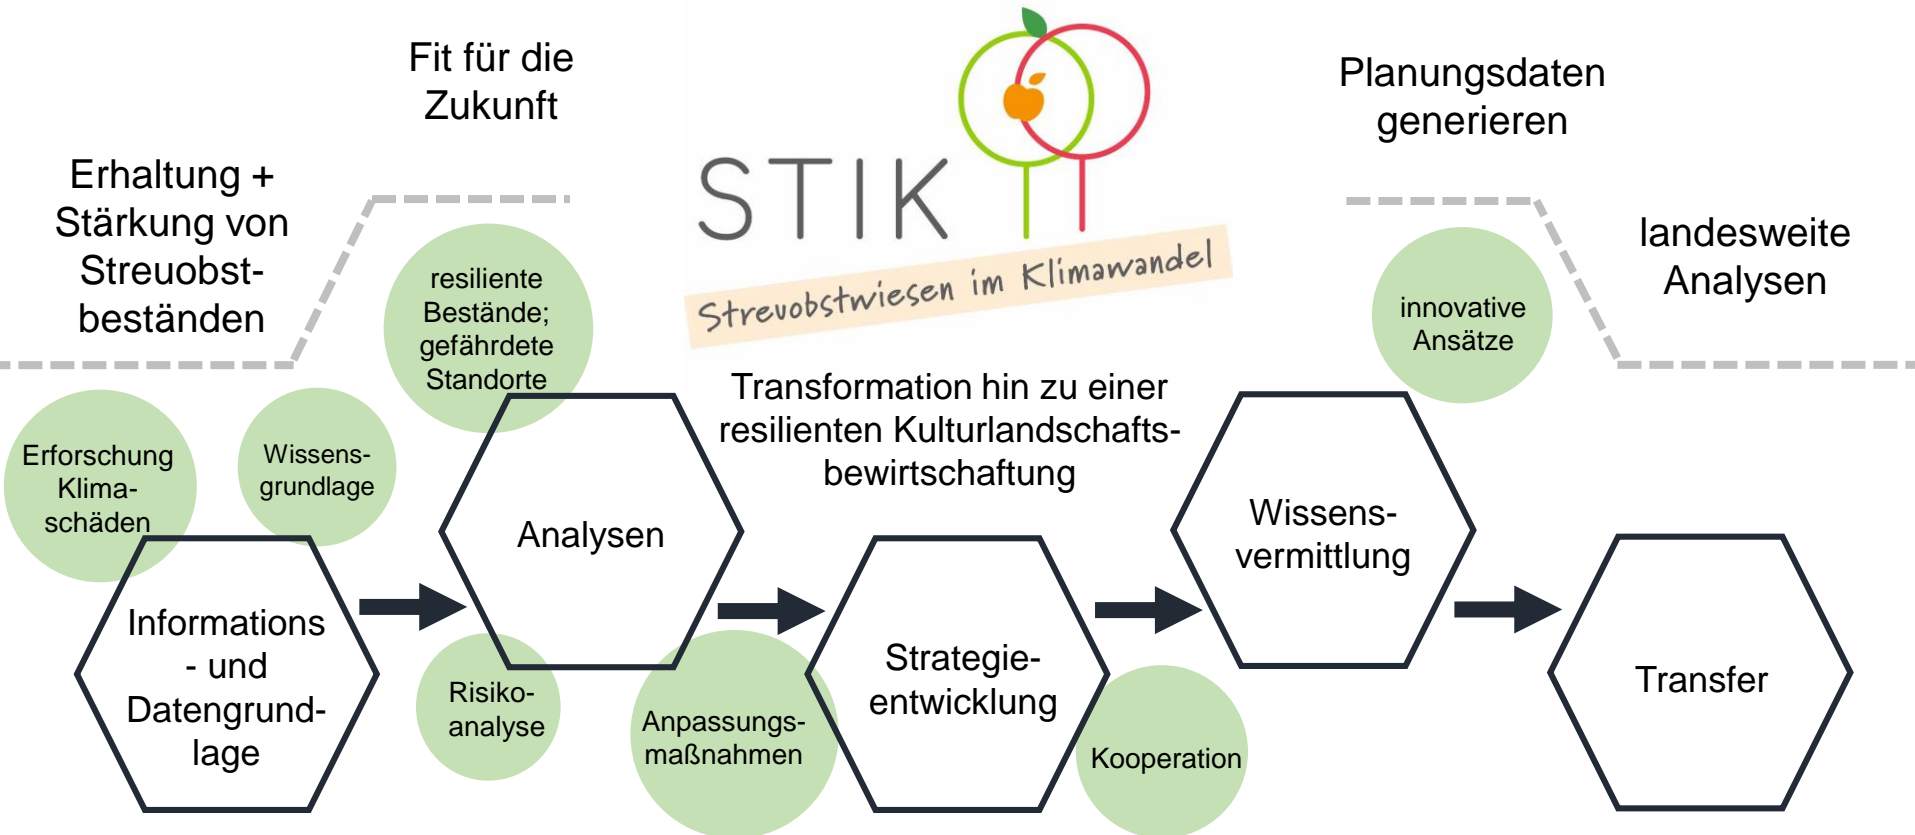 Fit für die
Zukunft
Erhaltung +
Stärkung von
Streuobst-
beständen
STIK
Streuobstwiesen im Klimawandel
Planungsdaten
generieren
landesweite
Analysen
resiliente
Bestände;
gefährdete
Standorte
innovative
Ansätze
Transformation hin zu einer
resilienten Kulturlandschafts-
bewirtschaftung
Erforschung
Klima-
schäden
Wissens-
grundlage
Informations
- und
Datengrund-
lage
Analysen
Risiko-
analyse
Anpassungs-
maßnahmen
Strategie-
entwicklung
Kooperation
Wissens-
vermittlung
Transfer